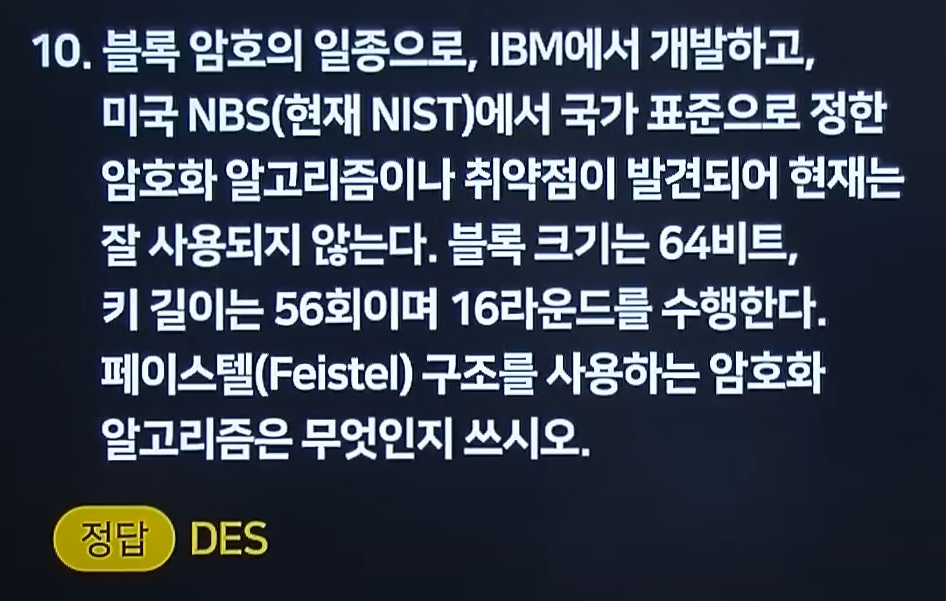 10. 블록 암호의 일종으로, IBM에서 개발하고,
미국 NBS(현재 NIST)에서 국가 표준으로 정한
암호화 알고리즘이나 취약점이 발견되어 현재는
잘 사용되지 않는다. 블록 크기는 64비트,
키 길이는 56회이며 16라운드를 수행한다.
페이스텔(Feistel) 구조를 사용하는 암호화
알고리즘은 무엇인지 쓰시오.
정답 DES